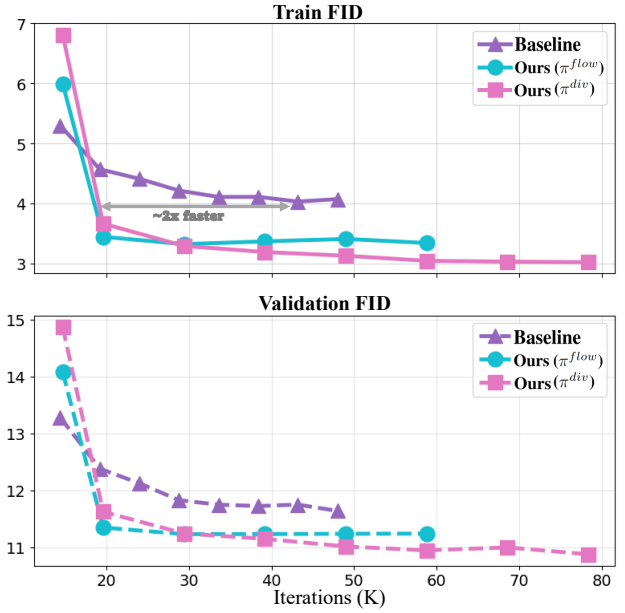 Train FID
7
6
5
4
3
Baseline
Ours (π^flow)
Ours (π^div)
~2x faster
Validation FID
15
14
13
12
11
Baseline
Ours (π^flow)
Ours (π^div)
20 30 40 50 60 70 80
Iterations (K)